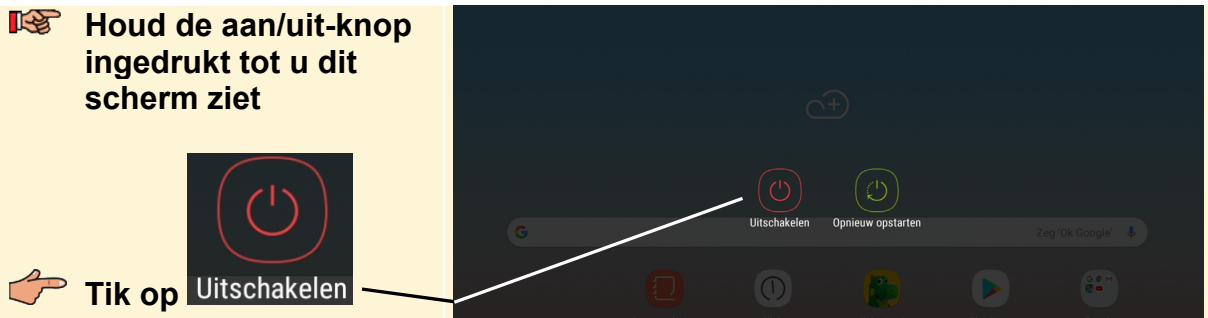 Houd de aan/uit-knop
ingedrukt tot u dit
scherm ziet
Tik op Uitschakelen
Uitschakelen Opnieuw opstarten
G Zeg 'Ok Google'